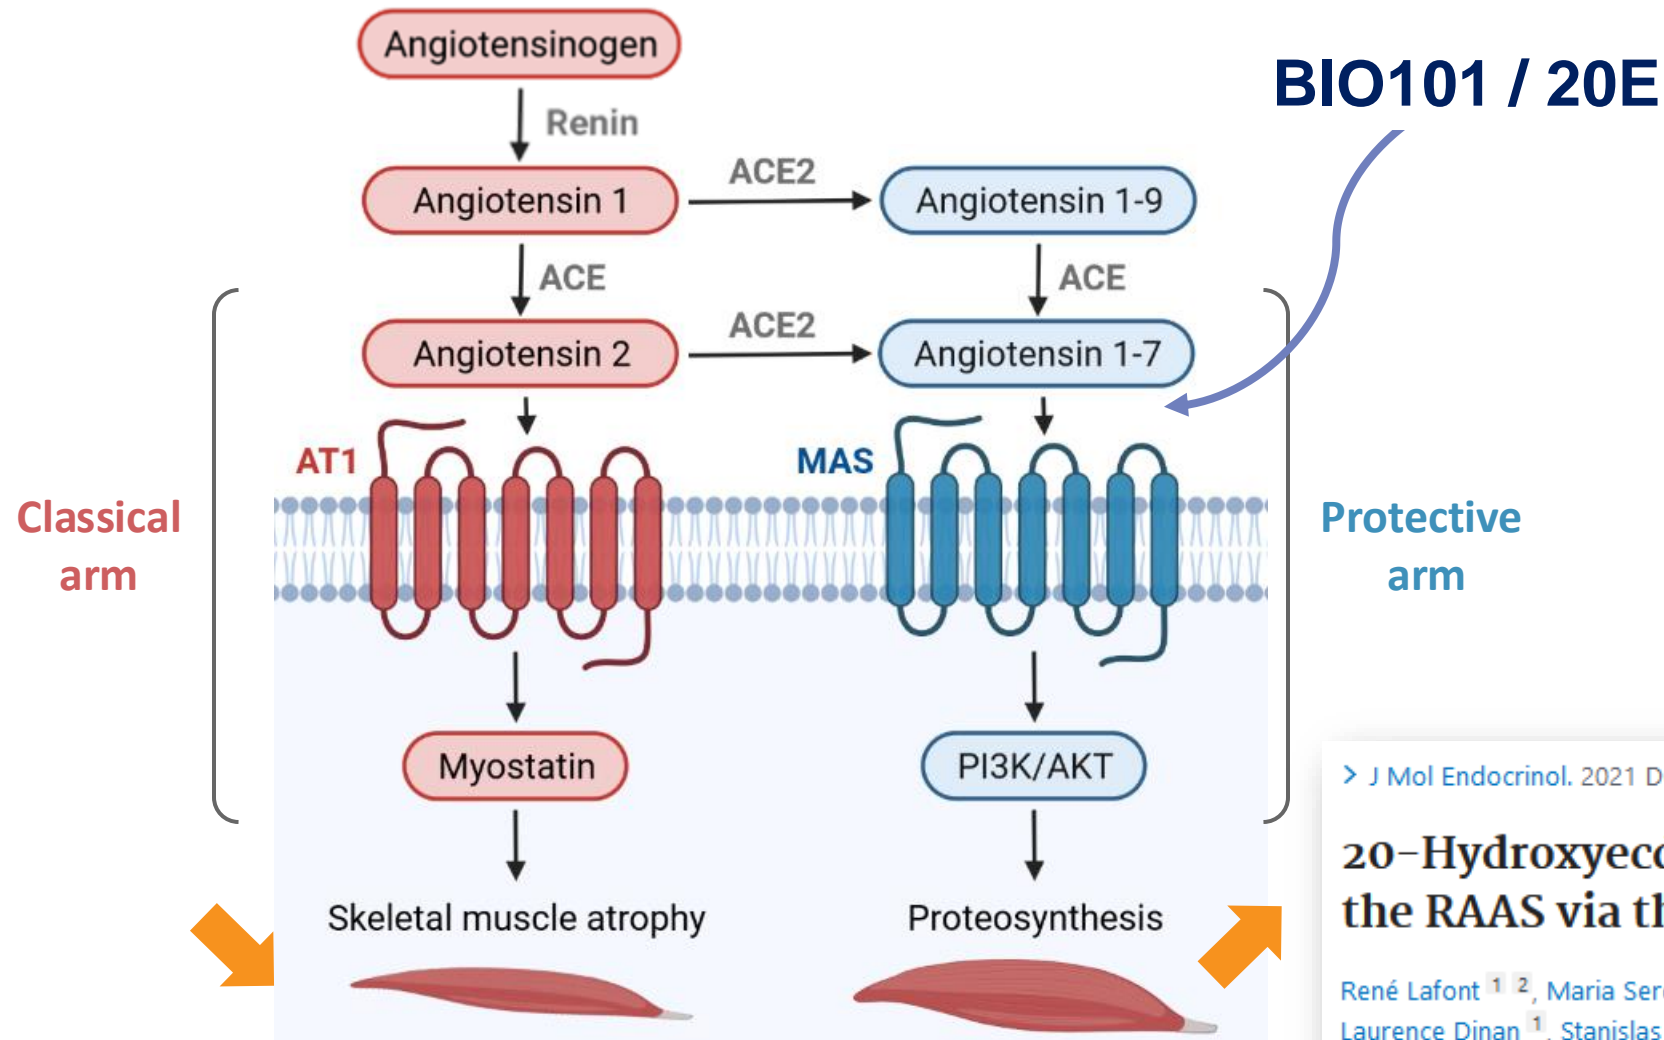 Angiotensinogen
BIO101 / 20E
Renin
Angiotensin 1
ACE2
Angiotensin 1-9
ACE
ACE
Angiotensin 2
ACE2
Angiotensin 1-7
AT1
MAS
Classical
arm
Protective
arm
Myostatin
PI3K/AKT
Skeletal muscle atrophy
Proteosynthesis
> J Mol Endocrinol. 2021 D
20-Hydroxyecd
the RAAS via th
René Lafont 1 2, Maria Ser
Laurence Dinan 1, Stanislas